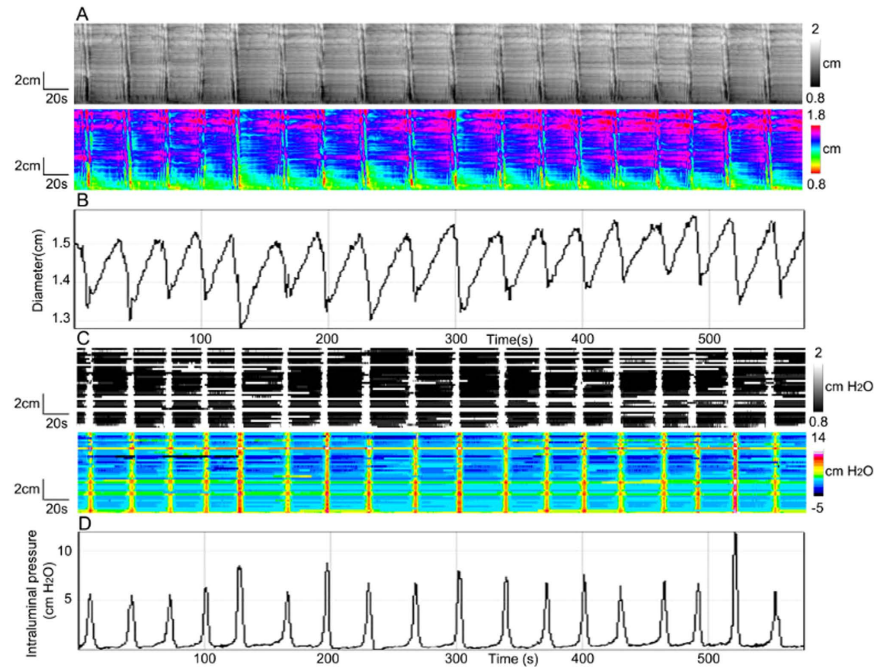 A
2
cm
0.8
2cm
20s
1.8
cm
0.8
2cm
20s
B
Diameter(cm)
1.5
1.4
1.3
100 200 300 Time(s) 400 500
C
2
cm H2O
0.8
2cm
20s
14
cm H2O
-5
2cm
20s
D
Intraluminal pressure
(cm H2O)
10
5
100 200 300 Time (s) 400 500